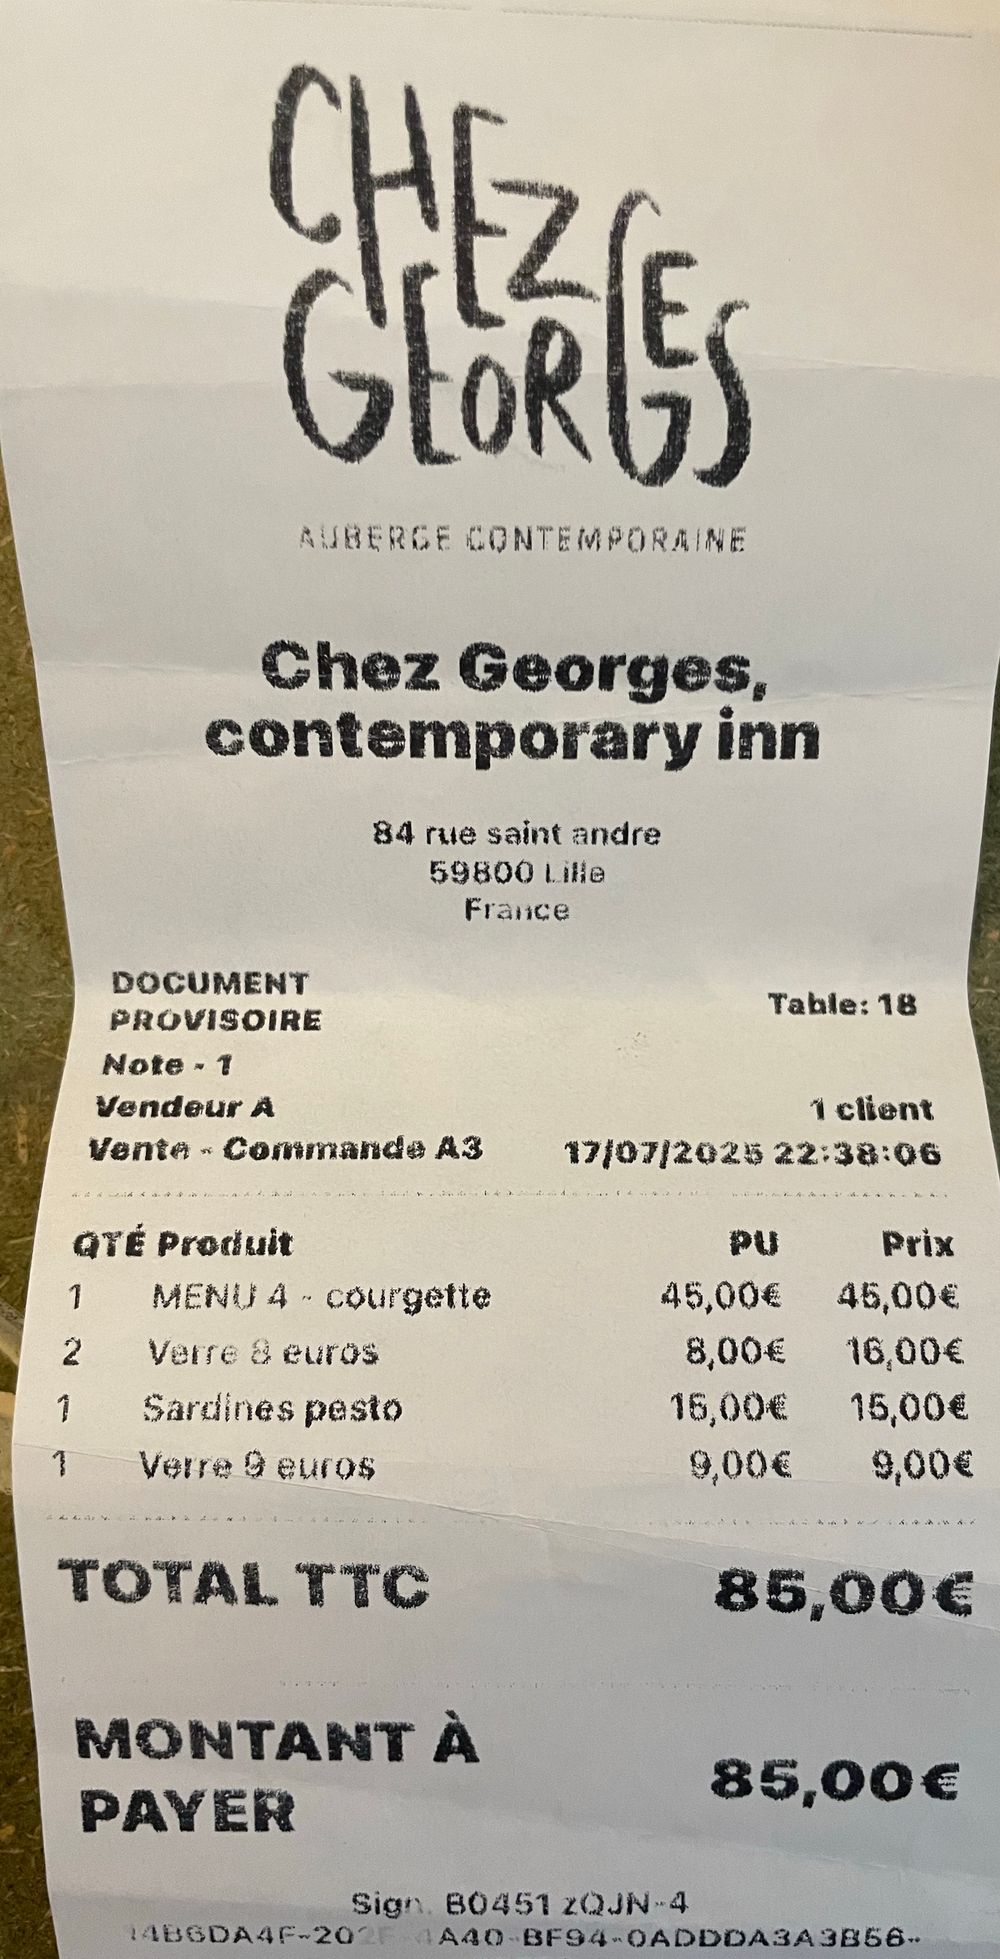 CHEZ
GEORGES
AUBERGE CONTEMPORAINE
Chez Georges,
contemporary inn
84 rue saint andre
59800 Lille
France
DOCUMENT
PROVISOIRE
Table: 18
Note - 1
Vendeur A 1 client
Vente - Commande A3 17/07/2025 22:38:06
QTÉ Produit PU Prix
1 MENU 4 - courgette 45,00€ 45,00€
2 Verre 8 euros 8,00€ 16,00€
1 Sardines pesto 15,00€ 15,00€
1 Verre 9 euros 9,00€ 9,00€
TOTAL TTC 85,00€
MONTANT À
PAYER
85,00€
Sign. B0451 zQJN-4